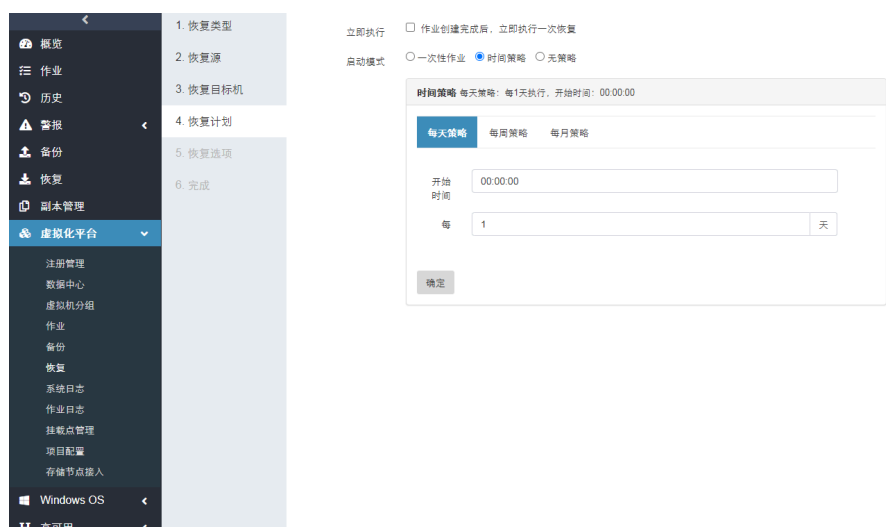 概览
作业
历史
警报
备份
恢复
副本管理
虚拟化平台
注册管理
数据中心
虚拟机分组
作业
备份
恢复
系统日志
作业日志
挂载点管理
项目配置
存储节点接入
Windows OS
高可用
1. 恢复类型
2. 恢复源
3. 恢复目标机
4. 恢复计划
5. 恢复选项
6. 完成
立即执行 作业创建完成后，立即执行一次恢复
启动模式 一次性作业 时间策略 无策略
时间策略 每天策略：每1天执行，开始时间：00:00:00
每天策略 每周策略 每月策略
开始时间 00:00:00
每 1 天
确定